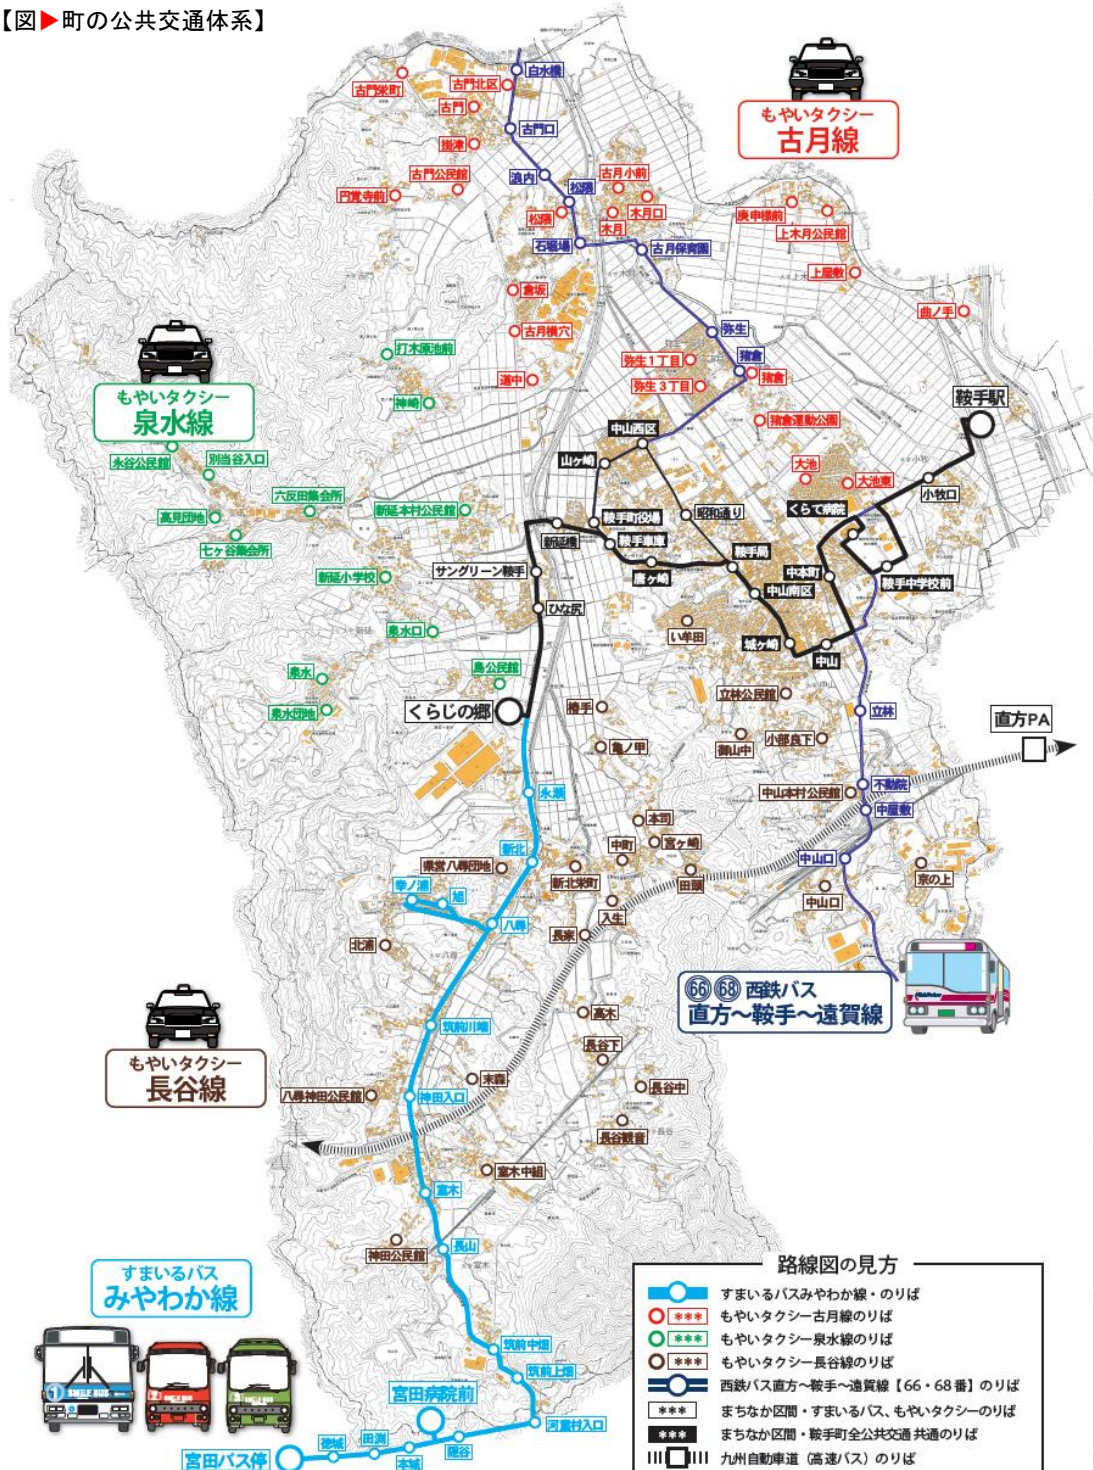 【図▶町の公共交通体系】
白水橋
古門栄町
古門北区
古門
古門口
掛津
もやいタクシー
古月線
古門公民館
浪内
円覚寺前
松隈
古月小前
木月口
松隈
木月
庚申様前
上木月公民館
石堀場
古月保育園
上屋敷
倉坂
曲ノ手
古月横穴
弥生
打木原池前
弥生1丁目
猪倉
猪倉
道中
弥生3丁目
もやいタクシー
泉水線
神崎
鞍手駅
猪倉運動公園
中山西区
永谷公民館
別当谷入口
山ヶ崎
大池
大池東
小牧口
六反田集会所
高見団地
新延本村公民館
鞍手町役場
昭和通り
くらて病院
七ヶ谷集会所
新延橋
鞍手車庫
鞍手局
サングリーン鞍手
唐ヶ崎
中本町
鞍手中学校前
新延小学校
中山南区
ひな尻
い牟田
泉水口
城ヶ崎
中山
島公民館
泉水
立林公民館
泉水団地
くらじの郷
立林
直方PA
御山中
小部良下
亀ノ甲
永瀬
不動院
中山本村公民館
中屋敷
本司
宮ヶ崎
新北
中町
中山口
県営八尋団地
新北栄町
田頭
京の上
幸ノ浦
旭
入生
中山口
八尋
長家
北浦
66 68 西鉄バス
直方～鞍手～遠賀線
高木
筑前川端
長谷下
もやいタクシー
長谷線
末森
長谷中
八尋神田公民館
神田入口
長谷観音
室木中組
室木
神田公民館
長山
すまいるバス
みやわか線
筑前中畑
筑前上畑
宮田病院前
河童村入口
徳城
田渕
本城
隠谷
宮田バス停
1 SMILE BUS
2 SMILE BUS
3 SMILE BUS
路線図の見方
すまいるバスみやわか線・のりば
*** もやいタクシー古月線のりば
*** もやいタクシー泉水線のりば
*** もやいタクシー長谷線のりば
西鉄バス直方～鞍手～遠賀線【66・68番】のりば
*** まちなか区間・すまいるバス、もやいタクシーのりば
*** まちなか区間・鞍手町全公共交通 共通のりば
九州自動車道（高速バス）のりば